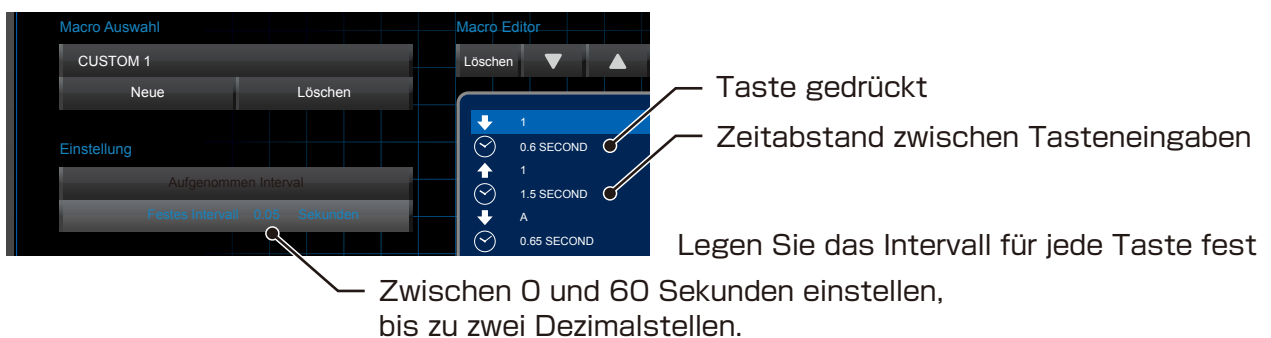 Macro Auswahl
CUSTOM 1
Neue Löschen
Einstellung
Aufgenommen Interval
Festes Intervall 0:05 Sekunden
Macro Editor
Löschen
1
0.6 SECOND
1
1.5 SECOND
A
0.65 SECOND
Taste gedrückt
Zeitabstand zwischen Tasteneingaben
Legen Sie das Intervall für jede Taste fest
Zwischen 0 und 60 Sekunden einstellen,
bis zu zwei Dezimalstellen.